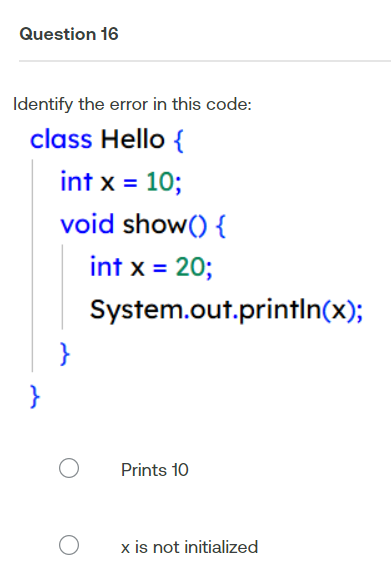 Question 16
Identify the error in this code:
class Hello {
int x = 10;
void show() {
int x = 20;
System.out.println(x);
}
}
Prints 10
x is not initialized